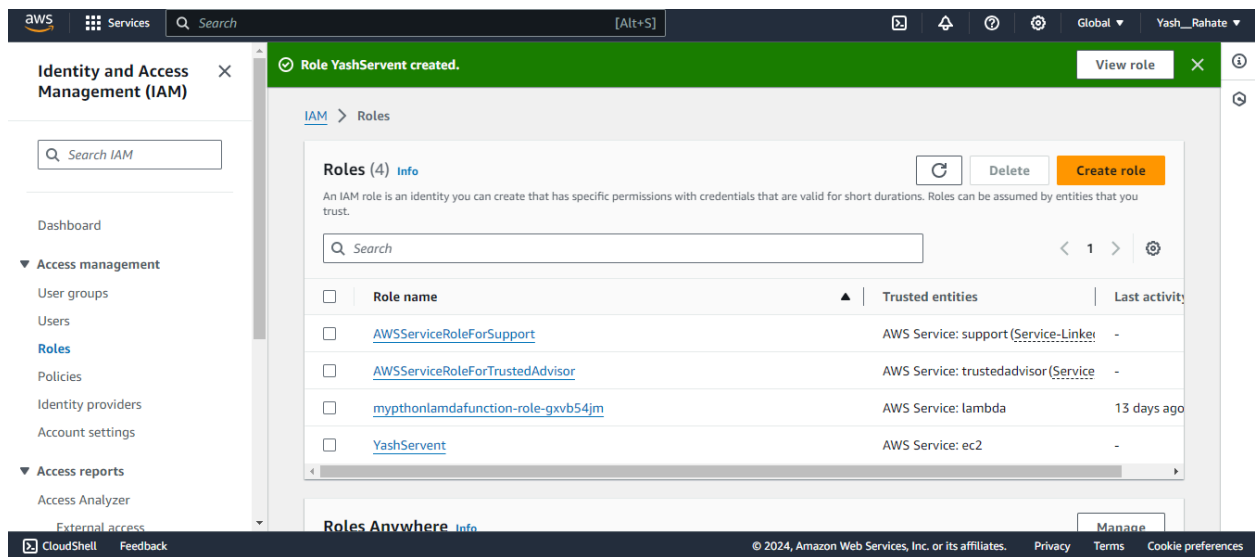 aws Services Search [Alt+S] Global ▼ Yash__Rahate ▼
Identity and Access
Management (IAM)
Search IAM
Dashboard
Access management
User groups
Users
Roles
Policies
Identity providers
Account settings
Access reports
Access Analyzer
External access
Role YashServent created. View role
IAM > Roles
Roles (4) Info Delete Create role
An IAM role is an identity you can create that has specific permissions with credentials that are valid for short durations. Roles can be assumed by entities that you
trust.
Search 1
Role name Trusted entities Last activity
AWSServiceRoleForSupport AWS Service: support (Service-Linked -
AWSServiceRoleForTrustedAdvisor AWS Service: trustedadvisor (Service -
mypthonlamdafunction-role-gxvb54jm AWS Service: lambda 13 days ago
YashServent AWS Service: ec2 -
Roles Anywhere Info Manage
CloudShell Feedback © 2024, Amazon Web Services, Inc. or its affiliates. Privacy Terms Cookie preferences